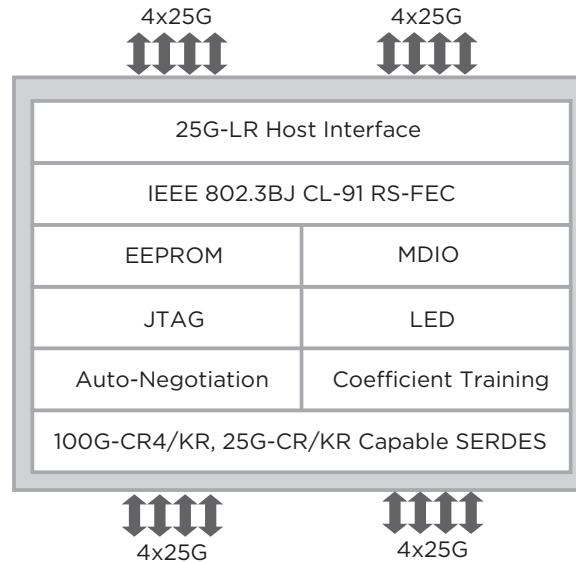 4x25G 4x25G
25G-LR Host Interface
IEEE 802.3BJ CL-91 RS-FEC
EEPROM MDIO
JTAG LED
Auto-Negotiation Coefficient Training
100G-CR4/KR, 25G-CR/KR Capable SERDES
4x25G 4x25G